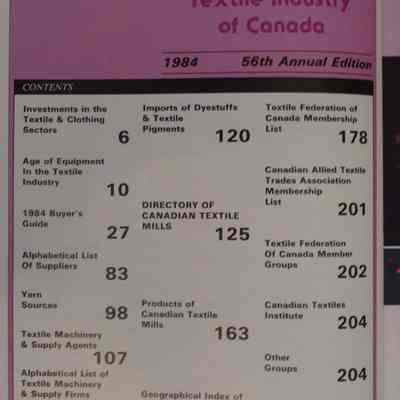 Textile Industry
of Canada
1984 56th Annual Edition
CONTENTS
Investments in the
Textile & Clothing
Sectors 6
Age of Equipment
In the Textile
Industry 10
1984 Buyer's
Guide 27
Alphabetical List
Of Suppliers 83
Yarn
Sources 98
Textile Machinery
& Supply Agents
107
Alphabetical List of
Textile Machinery
& Supply Firms
Imports of Dyestuffs
& Textile
Pigments 120
DIRECTORY OF
CANADIAN TEXTILE
MILLS 125
Products of
Canadian Textile
Mills 163
Geographical Index of
Textile Federation of
Canada Membership
List 178
Canadian Allied Textile
Trades Association
Membership
List 201
Textile Federation
Of Canada Member
Groups 202
Canadian Textiles
Institute 204
Other
Groups 204